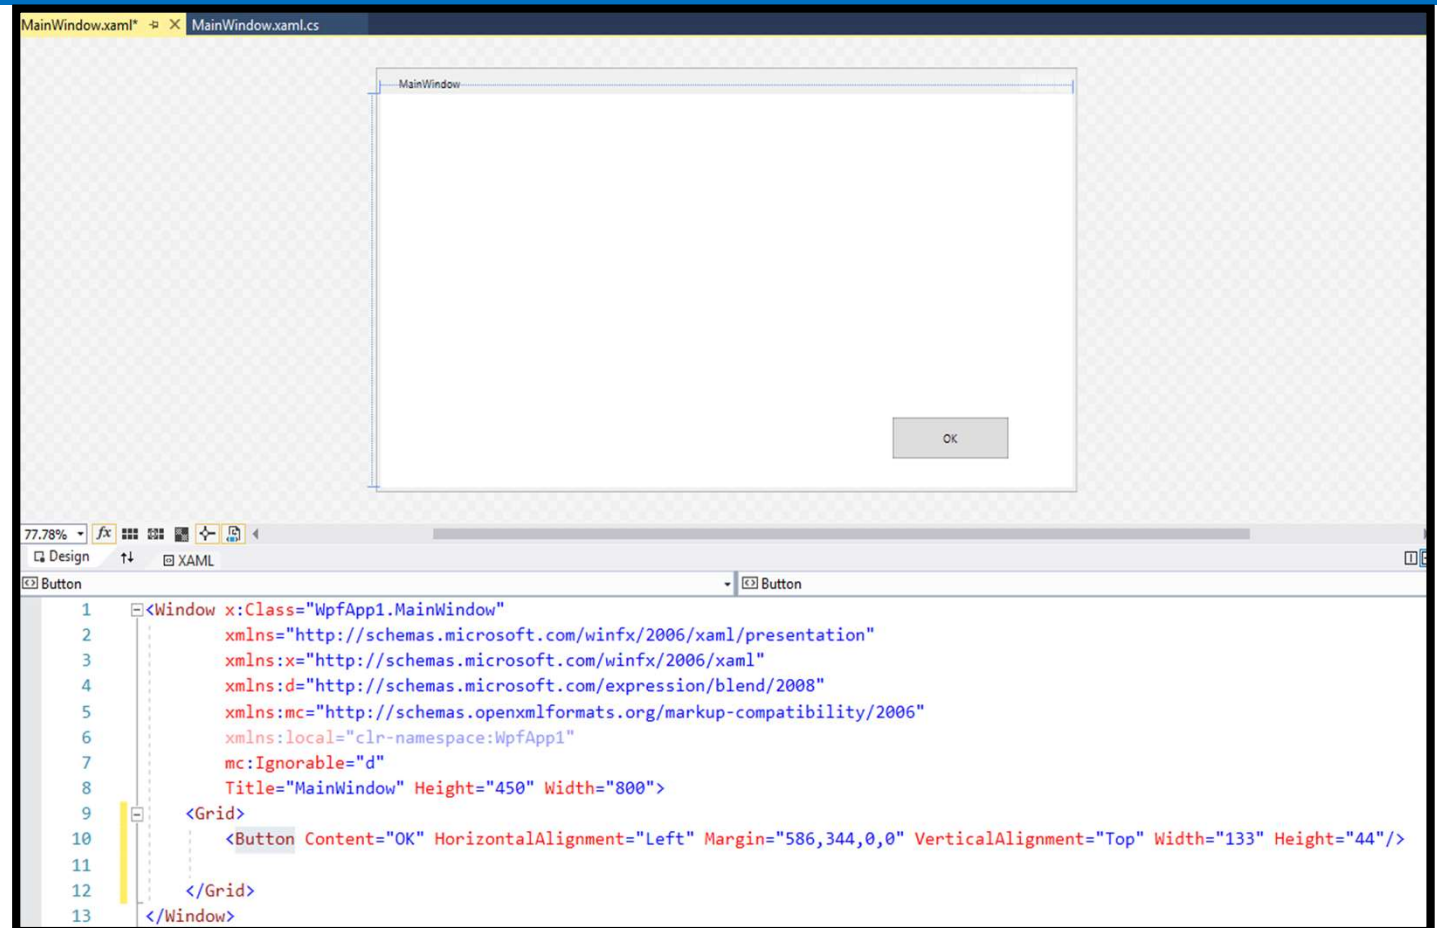 MainWindow.xaml* MainWindow.xaml.cs
MainWindow
OK
77.78% fx
Design XAML
Button Button
1 <Window x:Class="WpfApp1.MainWindow"
2 xmlns="http://schemas.microsoft.com/winfx/2006/xaml/presentation"
3 xmlns:x="http://schemas.microsoft.com/winfx/2006/xaml"
4 xmlns:d="http://schemas.microsoft.com/expression/blend/2008"
5 xmlns:mc="http://schemas.openxmlformats.org/markup-compatibility/2006"
6 xmlns:local="clr-namespace:WpfApp1"
7 mc:Ignorable="d"
8 Title="MainWindow" Height="450" Width="800">
9 <Grid>
10 <Button Content="OK" HorizontalAlignment="Left" Margin="586,344,0,0" VerticalAlignment="Top" Width="133" Height="44"/>
11
12 </Grid>
13 </Window>